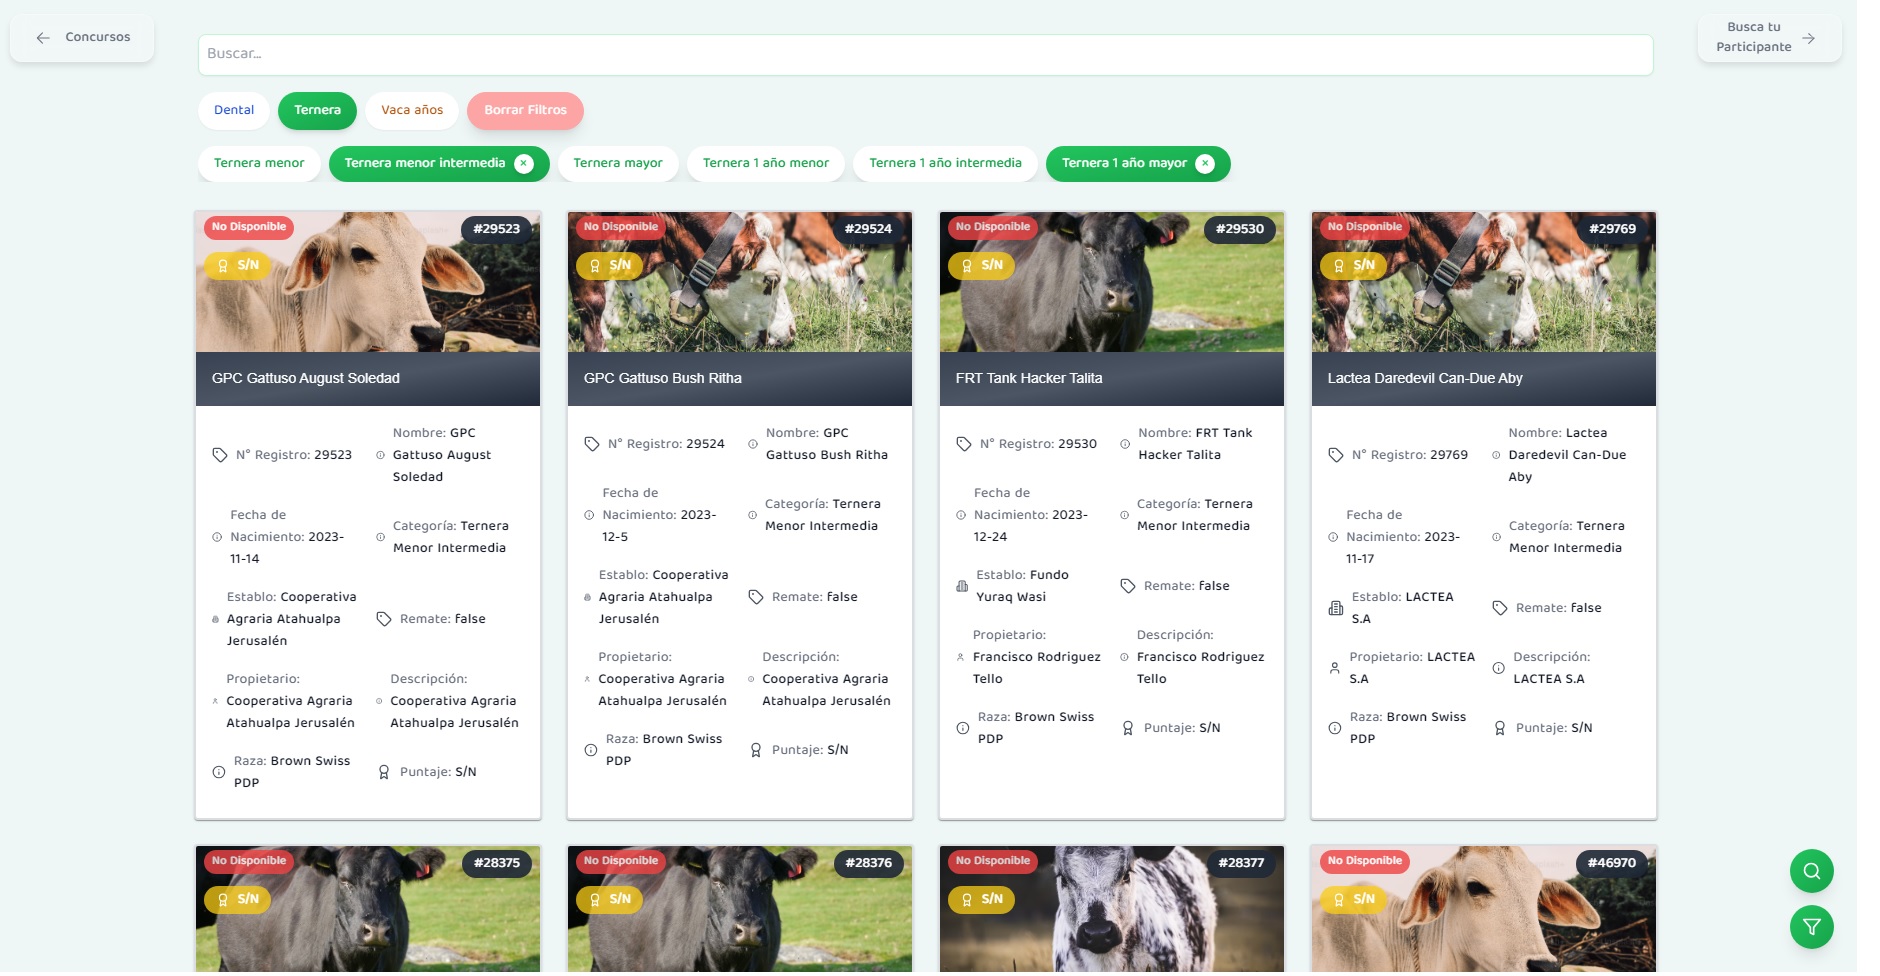 Concursos
Buscar...
Busca tu
Participante
Dental
Ternera
Vaca años
Borrar Filtros
Ternera menor
Ternera menor intermedia
Ternera mayor
Ternera 1 año menor
Ternera 1 año intermedia
Ternera 1 año mayor
No Disponible
#29523
S/N
GPC Gattuso August Soledad
N° Registro: 29523
Nombre: GPC
Gattuso August
Soledad
Fecha de
Nacimiento: 2023-
11-14
Categoría: Ternera
Menor Intermedia
Establo: Cooperativa
Agraria Atahualpa
Jerusalén
Remate: false
Propietario:
Cooperativa Agraria
Atahualpa Jerusalén
Descripción:
Cooperativa Agraria
Atahualpa Jerusalén
Raza: Brown Swiss
PDP
Puntaje: S/N
No Disponible
#29524
S/N
GPC Gattuso Bush Ritha
N° Registro: 29524
Nombre: GPC
Gattuso Bush Ritha
Fecha de
Nacimiento: 2023-
12-5
Categoría: Ternera
Menor Intermedia
Establo: Cooperativa
Agraria Atahualpa
Jerusalén
Remate: false
Propietario:
Cooperativa Agraria
Atahualpa Jerusalén
Descripción:
Cooperativa Agraria
Atahualpa Jerusalén
Raza: Brown Swiss
PDP
Puntaje: S/N
No Disponible
#29530
S/N
FRT Tank Hacker Talita
N° Registro: 29530
Nombre: FRT Tank
Hacker Talita
Fecha de
Nacimiento: 2023-
12-24
Categoría: Ternera
Menor Intermedia
Establo: Fundo
Yuraq Wasi
Remate: false
Propietario:
Francisco Rodriguez
Tello
Descripción:
Francisco Rodriguez
Tello
Raza: Brown Swiss
PDP
Puntaje: S/N
No Disponible
#29769
S/N
Lactea Daredevil Can-Due Aby
N° Registro: 29769
Nombre: Lactea
Daredevil Can-Due
Aby
Fecha de
Nacimiento: 2023-
11-17
Categoría: Ternera
Menor Intermedia
Establo: LACTEA
S.A
Remate: false
Propietario: LACTEA
S.A
Descripción:
LACTEA S.A
Raza: Brown Swiss
PDP
Puntaje: S/N
No Disponible
#28375
S/N
No Disponible
#28376
S/N
No Disponible
#28377
S/N
No Disponible
#46970
S/N